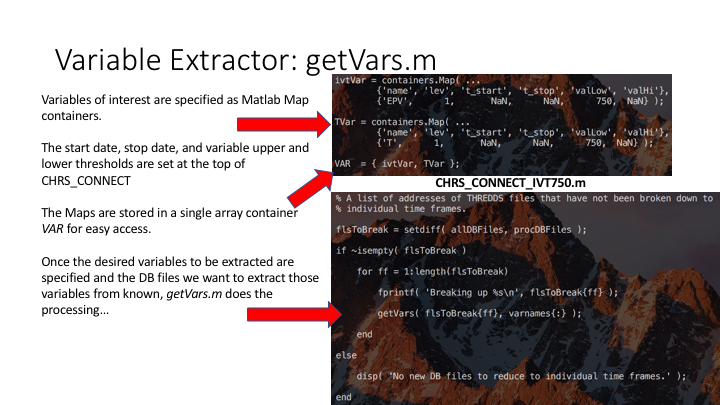 Variable Extractor: getVars.m
Variables of interest are specified as Matlab Map
containers.
The start date, stop date, and variable upper and
lower thresholds are set at the top of
CHRS_CONNECT
The Maps are stored in a single array container
VAR for easy access.
Once the desired variables to be extracted are
specified and the DB files we want to extract those
variables from known, getVars.m does the
processing...
ivtVar = containers.Map( ...
{'name', 'lev', 't_start', 't_stop', 'valLow', 'valHi'},
{'EPV', 1, NaN, NaN, 750, NaN} );
TVar = containers.Map( ...
{'name', 'lev', 't_start', 't_stop', 'valLow', 'valHi'},
{'T', 1, NaN, NaN, 750, NaN} );
VAR = { ivtVar, TVar };
CHRS_CONNECT_IVT750.m
% A list of addresses of THREDDS files that have not been broken down to
% individual time frames.
flsToBreak = setdiff( allDBFiles, procDBFiles );
if ~isempty( flsToBreak )
for ff = 1:length(flsToBreak)
fprintf( 'Breaking up %s\n', flsToBreak{ff} );
getVars( flsToBreak{ff}, varnames{:} );
end
else
disp( 'No new DB files to reduce to individual time frames.' );
end